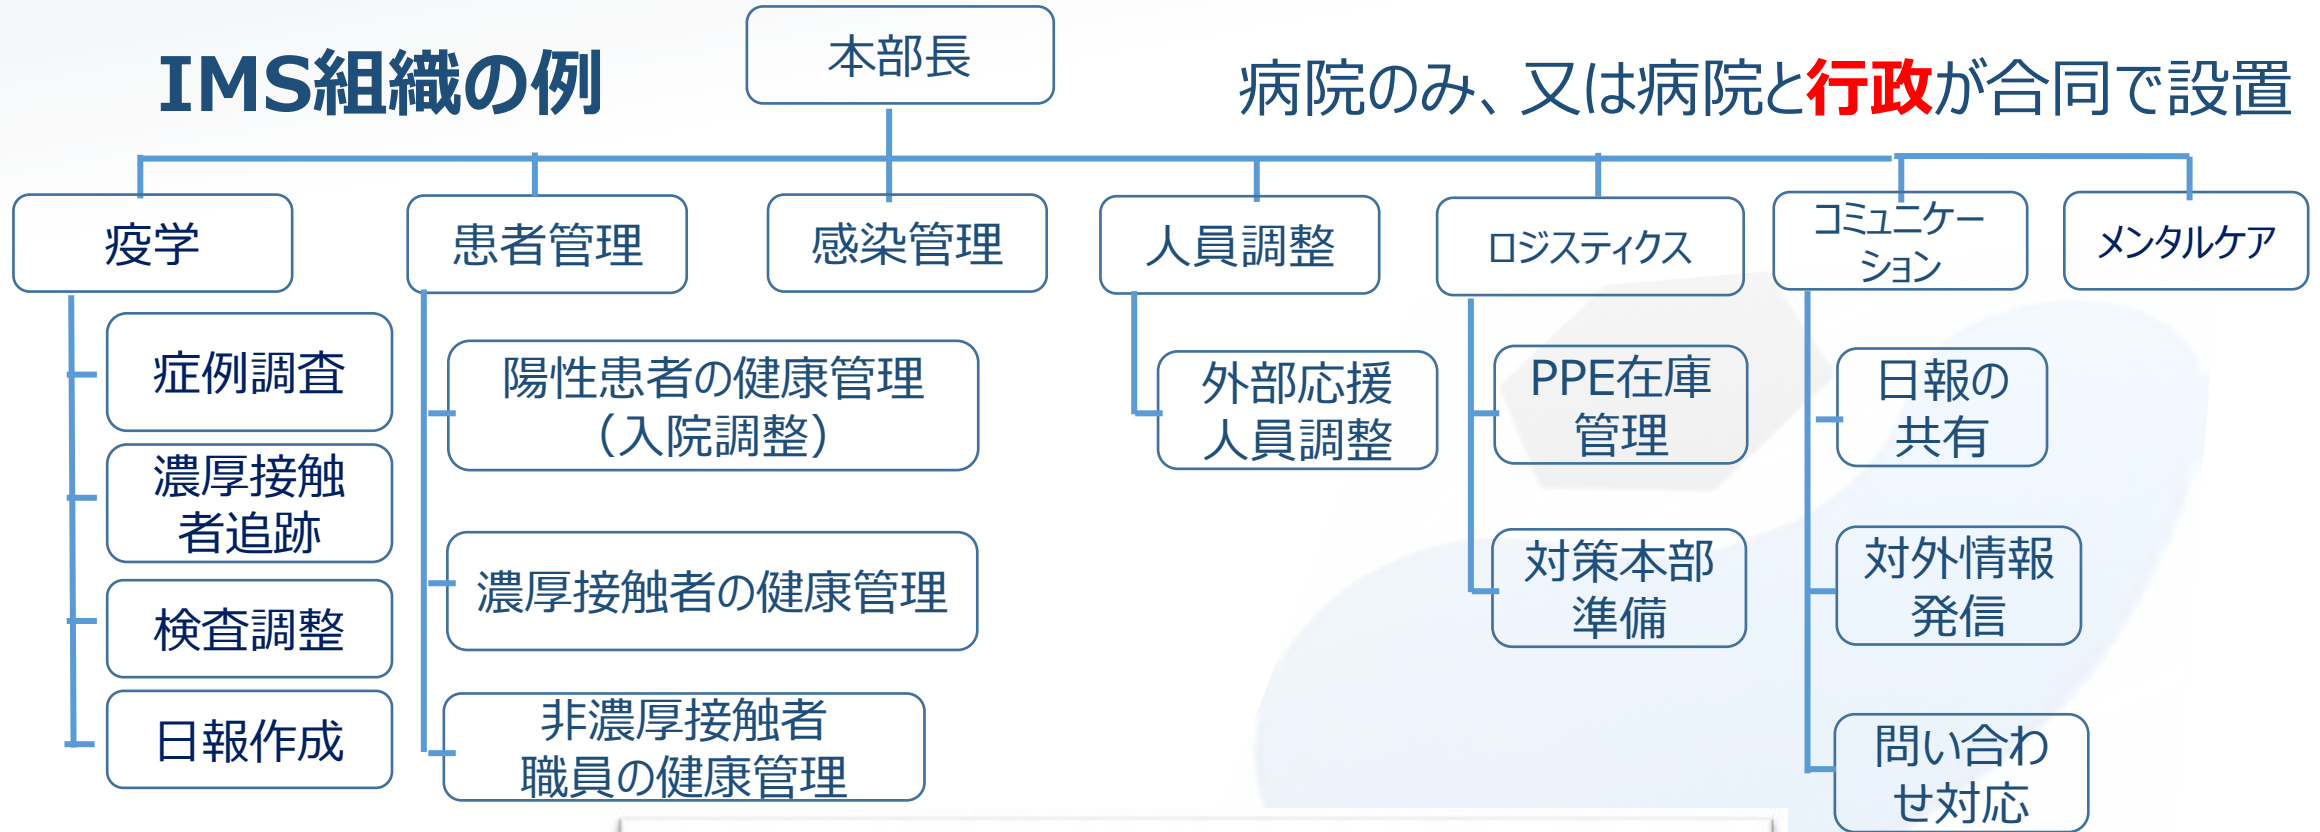 本部長
IMS組織の例
病院のみ、又は病院と行政が合同で設置
疫学
患者管理
感染管理
人員調整
ロジスティクス
コミュニケー
ション
メンタルケア
症例調査
濃厚接触
者追跡
検査調整
日報作成
陽性患者の健康管理
（入院調整）
濃厚接触者の健康管理
非濃厚接触者
職員の健康管理
外部応援
人員調整
PPE在庫
管理
対策本部
準備
日報の
共有
対外情報
発信
問い合わ
せ対応